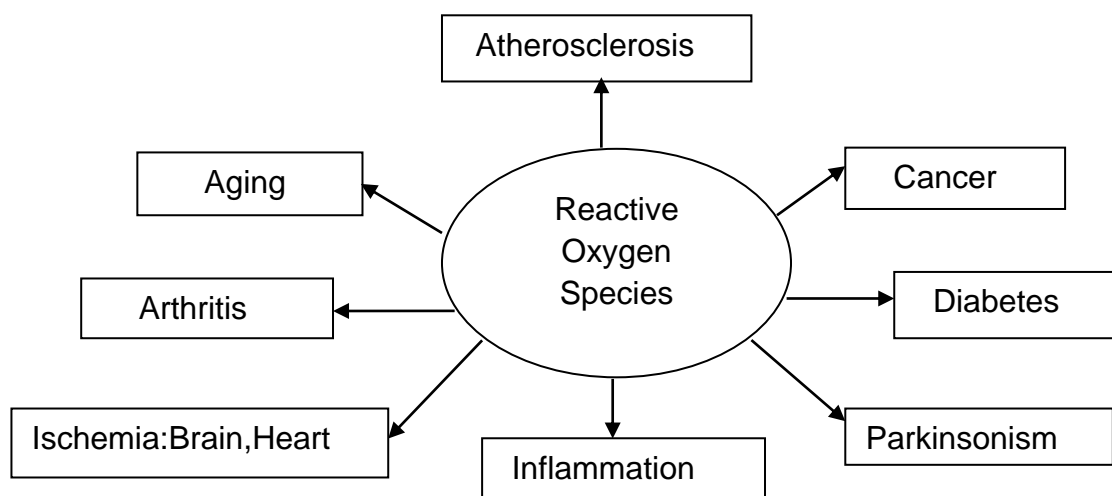 Atherosclerosis
Aging
Cancer
Reactive
Oxygen
Species
Arthritis
Diabetes
Ischemia:Brain,Heart
Inflammation
Parkinsonism